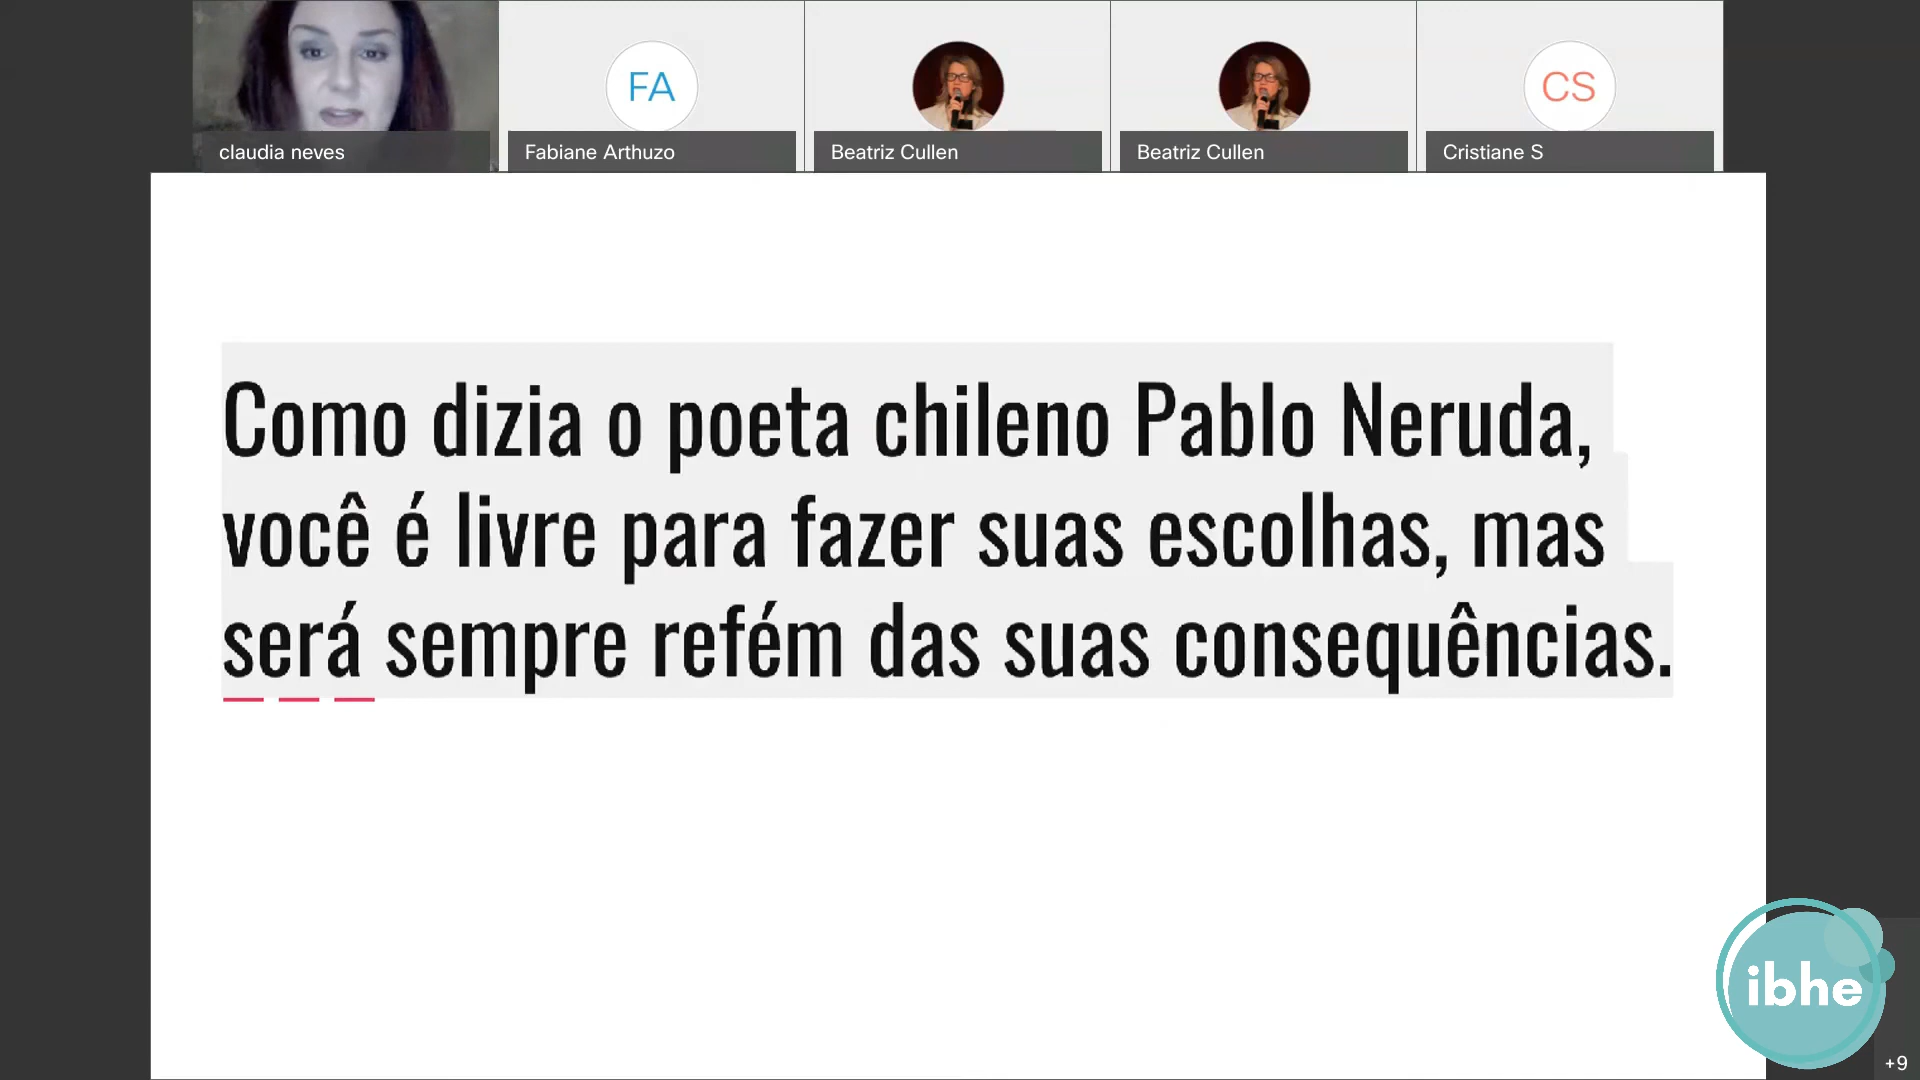 claudia neves
FA
Fabiane Arthuzo
Beatriz Cullen
Beatriz Cullen
CS
Cristiane S
Como dizia o poeta chileno Pablo Neruda,
você é livre para fazer suas escolhas, mas
será sempre refém das suas consequências.
ibhe
+9